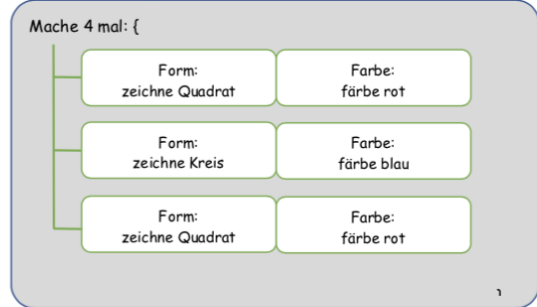 Mache 4 mal: {
Form: Farbe:
zeichne Quadrat färbe rot
Form: Farbe:
zeichne Kreis färbe blau
Form: Farbe:
zeichne Quadrat färbe rot